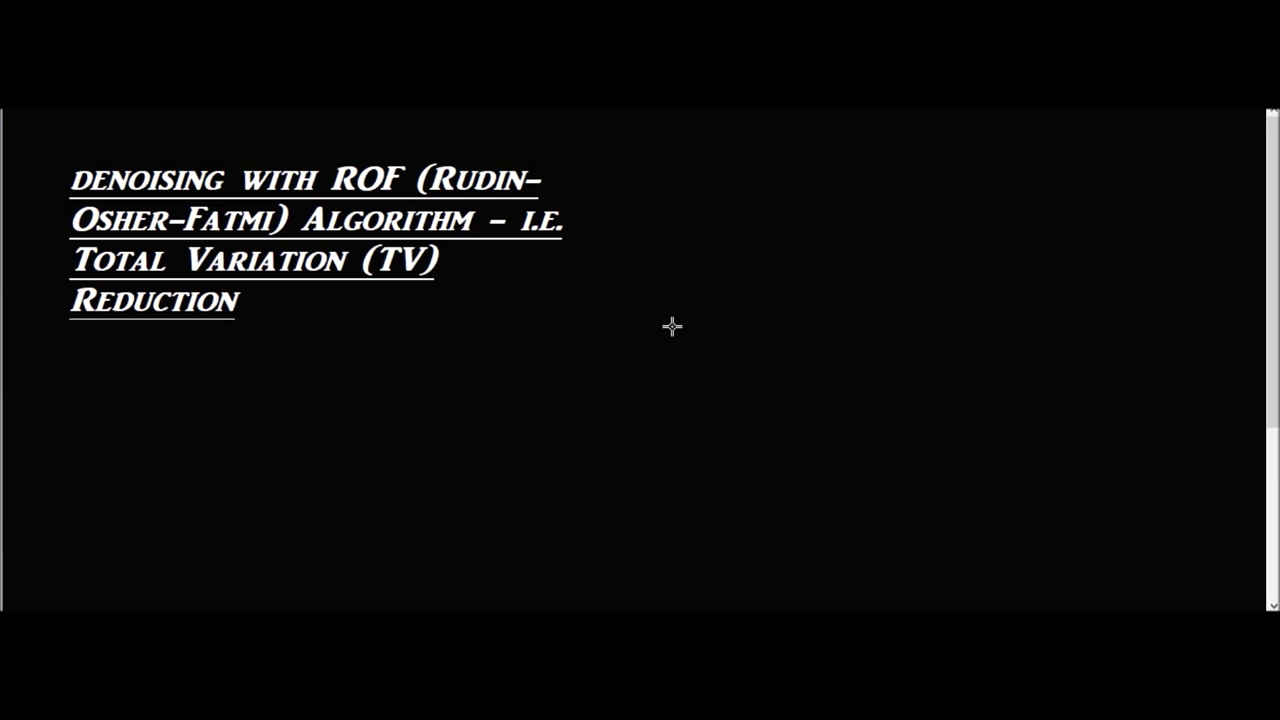 denoising with ROF (Rudin-
Osher-Fatmi) Algorithm - i.e.
Total Variation (TV)
Reduction